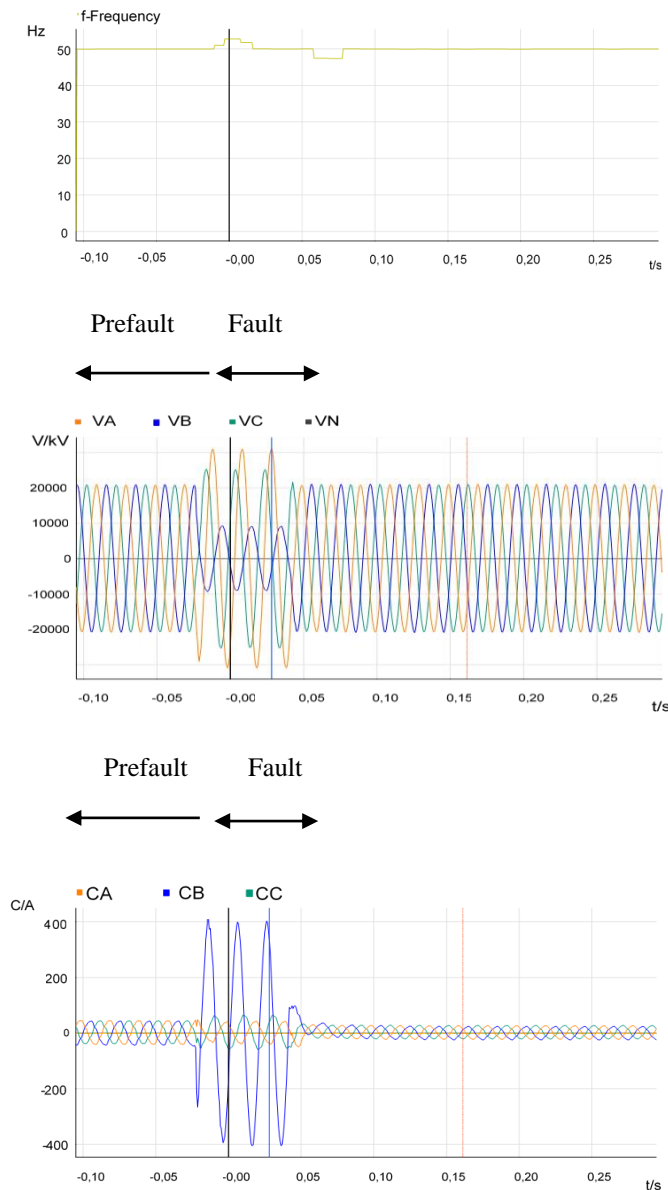 f-Frequency
Hz
50
40
30
20
10
0
-0,10 -0,05 -0,00 0,05 0,10 0,15 0,20 0,25
t/s
Prefault Fault
VA VB VC VN
V/kV
20000
10000
0
-10000
-20000
-0,10 -0,05 -0,00 0,05 0,10 0,15 0,20 0,25
t/s
Prefault Fault
CA CB CC
C/A
400
200
0
-200
-400
-0,10 -0,05 -0,00 0,05 0,10 0,15 0,20 0,25
t/s